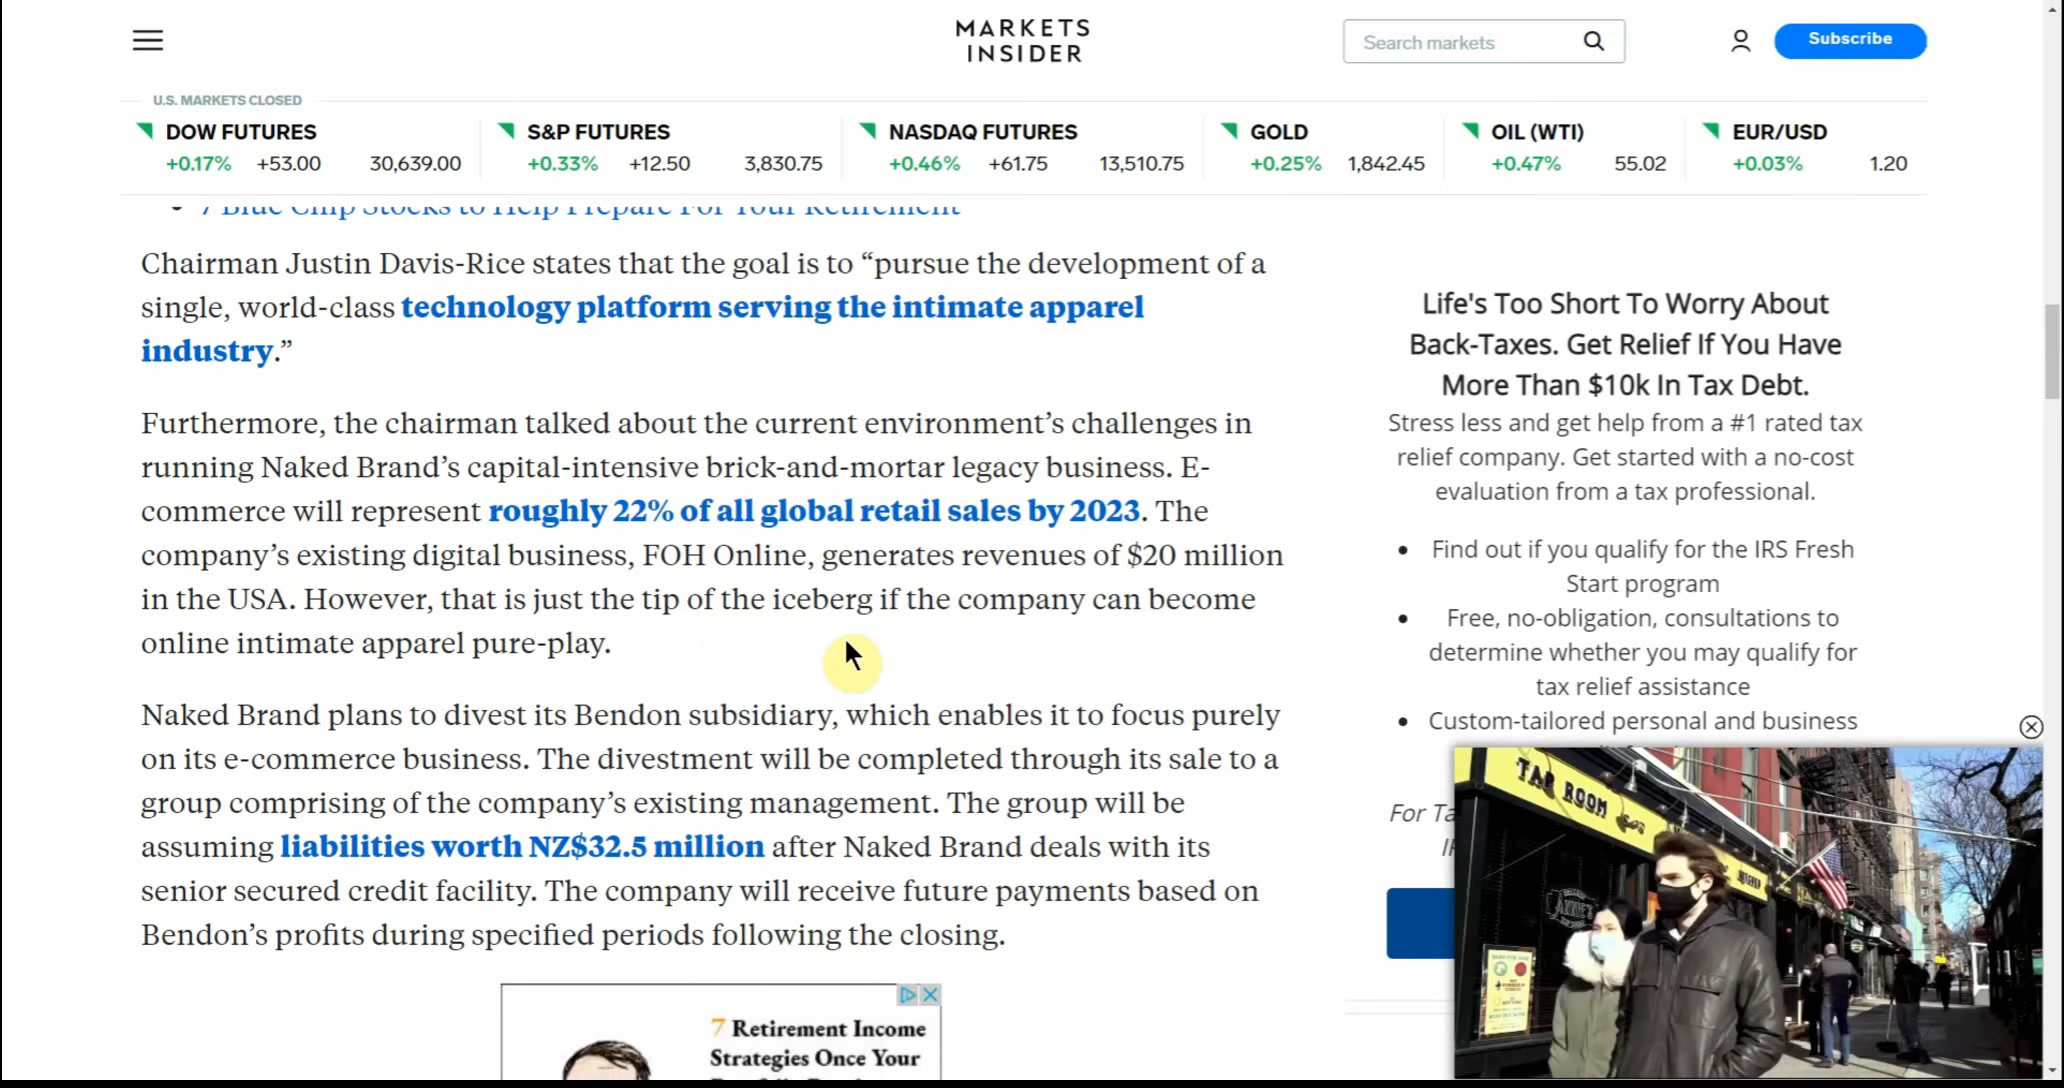 MARKETS
INSIDER
Search markets
Subscribe
U.S. MARKETS CLOSED
DOW FUTURES
+0.17% +53.00 30,639.00
S&P FUTURES
+0.33% +12.50 3,830.75
NASDAQ FUTURES
+0.46% +61.75 13,510.75
GOLD
+0.25% 1,842.45
OIL (WTI)
+0.47% 55.02
EUR/USD
+0.03% 1.20
7 Blue Chip Stocks to Help Prepare For Your Retirement
Chairman Justin Davis-Rice states that the goal is to “pursue the development of a
single, world-class technology platform serving the intimate apparel
industry.”
Furthermore, the chairman talked about the current environment’s challenges in
running Naked Brand’s capital-intensive brick-and-mortar legacy business. E-
commerce will represent roughly 22% of all global retail sales by 2023. The
company’s existing digital business, FOH Online, generates revenues of $20 million
in the USA. However, that is just the tip of the iceberg if the company can become
online intimate apparel pure-play.
Naked Brand plans to divest its Bendon subsidiary, which enables it to focus purely
on its e-commerce business. The divestment will be completed through its sale to a
group comprising of the company’s existing management. The group will be
assuming liabilities worth NZ$32.5 million after Naked Brand deals with its
senior secured credit facility. The company will receive future payments based on
Bendon’s profits during specified periods following the closing.
7 Retirement Income
Strategies Once Your
Life's Too Short To Worry About
Back-Taxes. Get Relief If You Have
More Than $10k In Tax Debt.
Stress less and get help from a #1 rated tax
relief company. Get started with a no-cost
evaluation from a tax professional.
• Find out if you qualify for the IRS Fresh
Start program
• Free, no-obligation, consultations to
determine whether you may qualify for
tax relief assistance
• Custom-tailored personal and business
For Ta
TAP ROOM